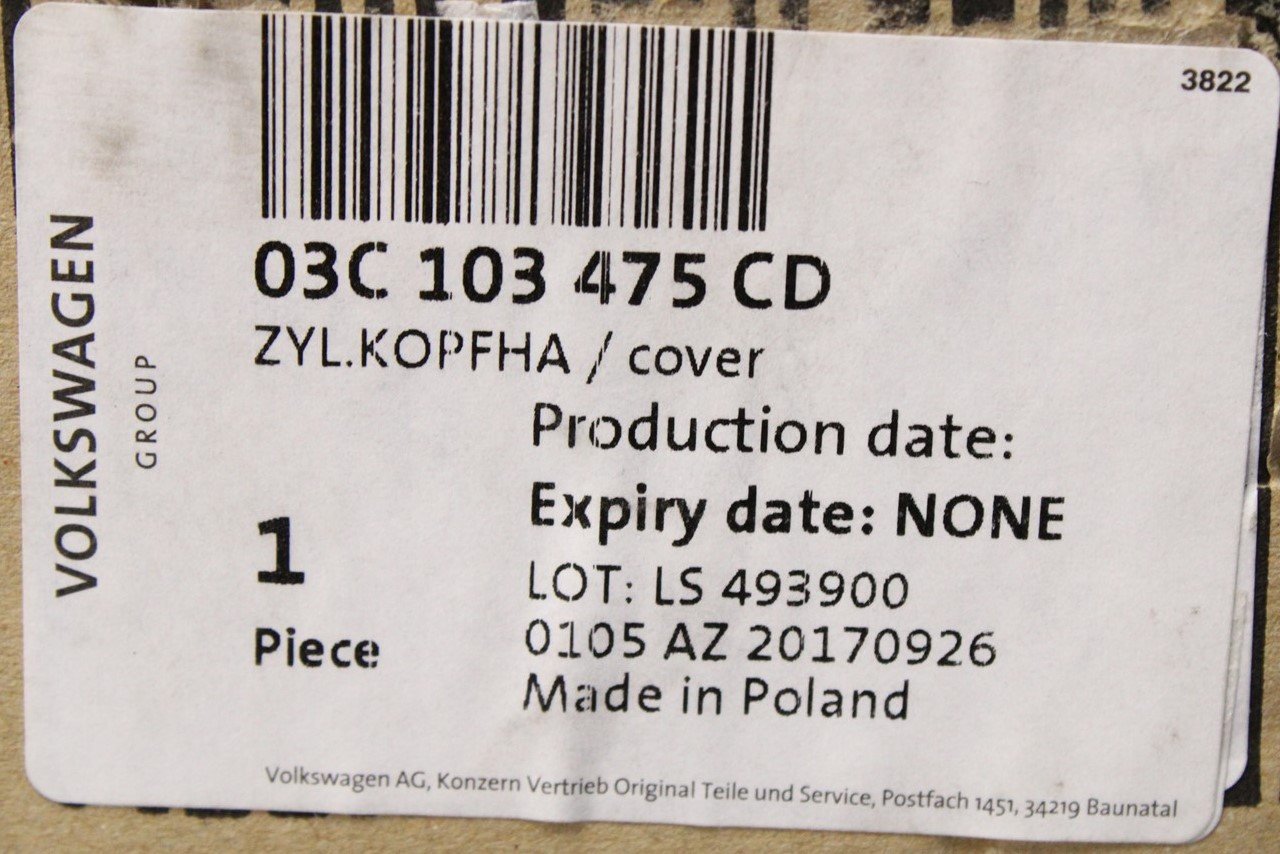 3822
VOLKSWAGEN
GROUP
03C 103 475 CD
ZYL.KOPFHA / cover
Production date:
Expiry date: NONE
1
LOT: LS 493900
Piece
0105 AZ 20170926
Made in Poland
Volkswagen AG, Konzern Vertrieb Original Teile und Service, Postfach 1451, 34219 Baunatal